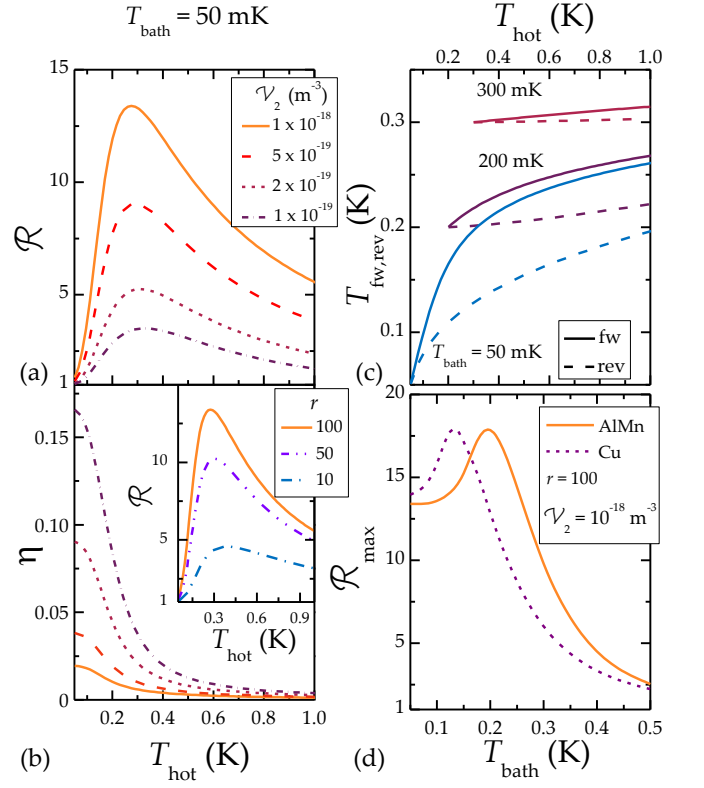 T_bath = 50 mK
15
10
5
1
ℛ
𝒱_2 (m^-3)
1 x 10^-18
5 x 10^-19
2 x 10^-19
1 x 10^-19
(a)
T_hot (K)
0.2 0.4 0.6 0.8 1.0
0.3
0.2
0.1
T_fw,rev (K)
300 mK
200 mK
T_bath = 50 mK
fw
rev
(c)
0.15
0.10
0.05
0
η
r
100
50
10
10
5
1
ℛ
0.3 0.6 0.9
T_hot (K)
0.2 0.4 0.6 0.8 1.0
(b)
T_hot (K)
20
15
10
5
1
ℛ_max
AlMn
Cu
r = 100
𝒱_2 = 10^-18 m^-3
0.1 0.2 0.3 0.4 0.5
(d)
T_bath (K)